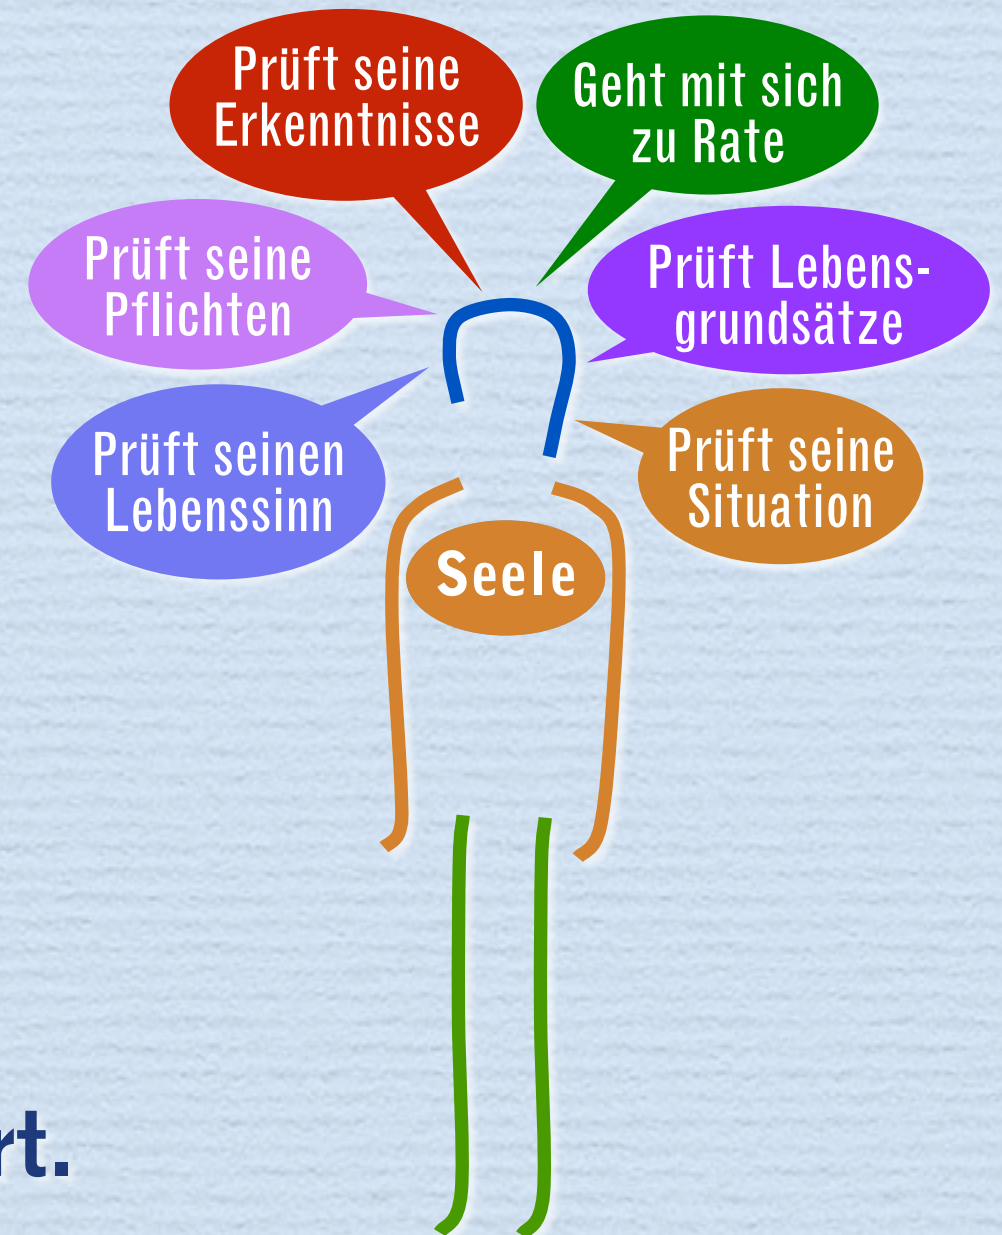 Prüft seine
Erkenntnisse
Geht mit sich
zu Rate
Prüft seine
Pflichten
Prüft Lebens-
grundsätze
Prüft seinen
Lebenssinn
Prüft seine
Situation
Seele
rt.